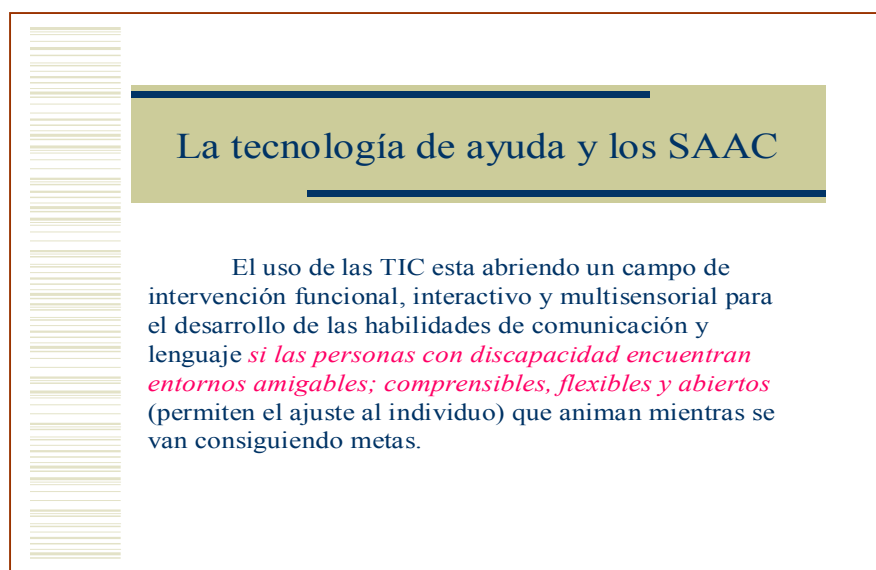 La tecnología de ayuda y los SAAC
El uso de las TIC esta abriendo un campo de
intervención funcional, interactivo y multisensorial para
el desarrollo de las habilidades de comunicación y
lenguaje si las personas con discapacidad encuentran
entornos amigables; comprensibles, flexibles y abiertos
(permiten el ajuste al individuo) que animan mientras se
van consiguiendo metas.